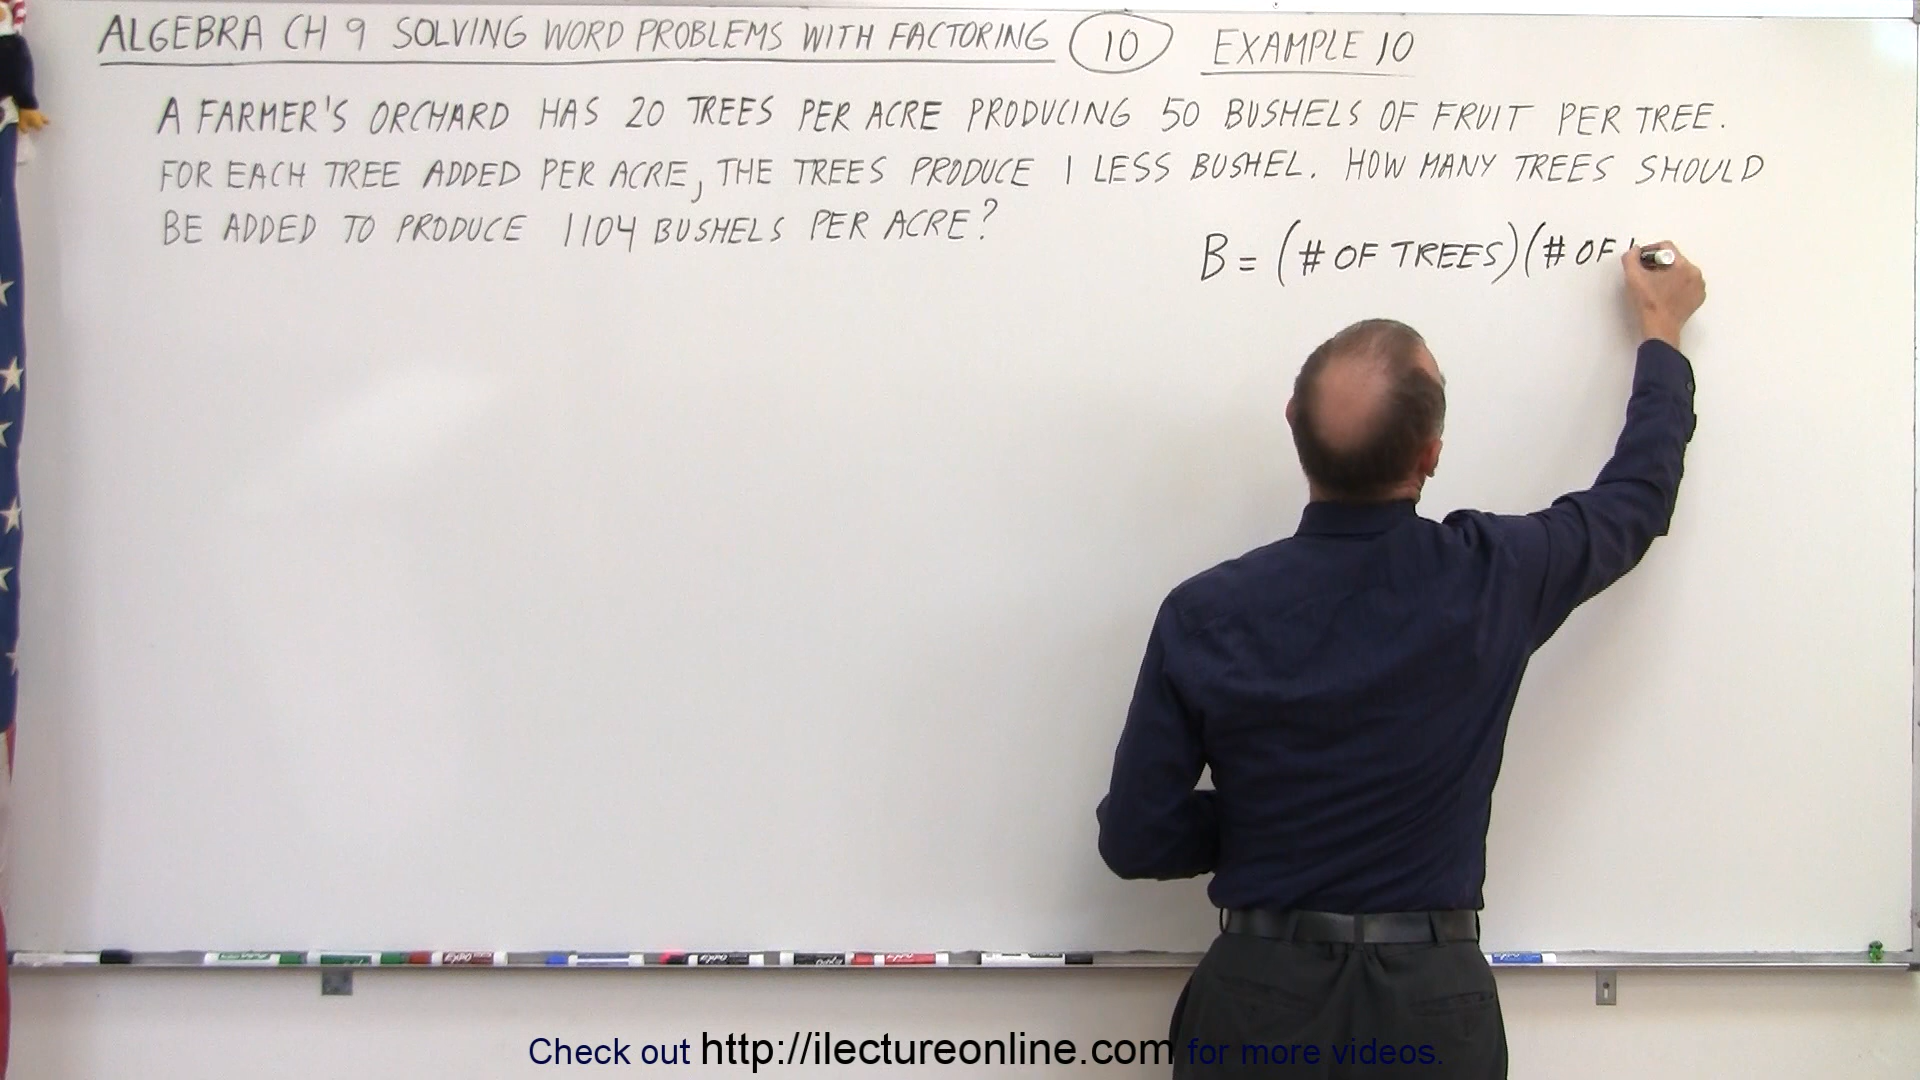 ALGEBRA CH 9 SOLVING WORD PROBLEMS WITH FACTORING 10 EXAMPLE 10
A FARMER'S ORCHARD HAS 20 TREES PER ACRE PRODUCING 50 BUSHELS OF FRUIT PER TREE.
FOR EACH TREE ADDED PER ACRE, THE TREES PRODUCE 1 LESS BUSHEL. HOW MANY TREES SHOULD
BE ADDED TO PRODUCE 1104 BUSHELS PER ACRE?
B = (# OF TREES)(# OF
Check out http://ilectureonline.com for more videos.